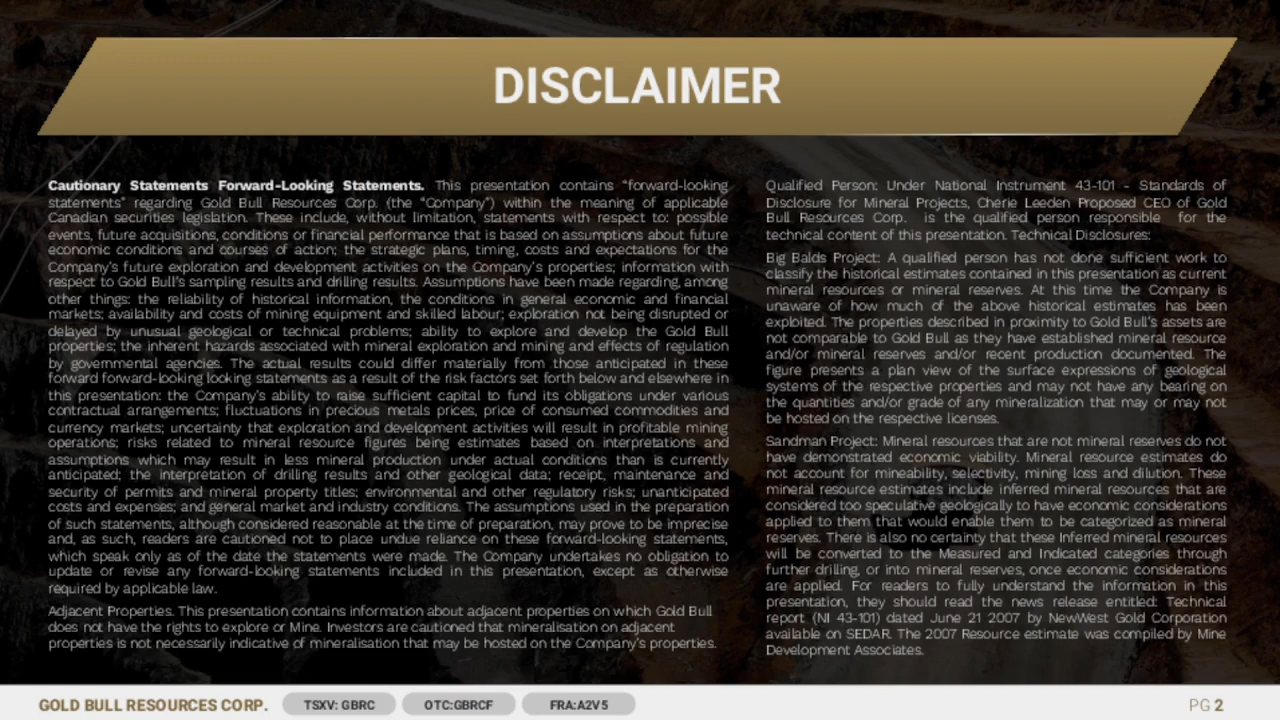 DISCLAIMER
Cautionary Statements Forward-Looking Statements. This presentation contains “forward-looking
statements” regarding Gold Bull Resources Corp. (the “Company”) within the meaning of applicable
Canadian securities legislation. These include, without limitation, statements with respect to: possible
events, future acquisitions, conditions or financial performance that is based on assumptions about future
economic conditions and courses of action; the strategic plans, timing, costs and expectations for the
Company’s future exploration and development activities on the Company’s properties; information with
respect to Gold Bull’s sampling results and drilling results. Assumptions have been made regarding, among
other things: the reliability of historical information, the conditions in general economic and financial
markets; availability and costs of mining equipment and skilled labour; exploration not being disrupted or
delayed by unusual geological or technical problems; ability to explore and develop the Gold Bull
properties; the inherent hazards associated with mineral exploration and mining and effects of regulation
by governmental agencies. The actual results could differ materially from those anticipated in these
forward forward-looking looking statements as a result of the risk factors set forth below and elsewhere in
this presentation: the Company’s ability to raise sufficient capital to fund its obligations under various
contractual arrangements; fluctuations in precious metals prices, price of consumed commodities and
currency markets; uncertainty that exploration and development activities will result in profitable mining
operations; risks related to mineral resource figures being estimates based on interpretations and
assumptions which may result in less mineral production under actual conditions than is currently
anticipated; the interpretation of drilling results and other geological data; receipt, maintenance and
security of permits and mineral property titles; environmental and other regulatory risks; unanticipated
costs and expenses; and general market and industry conditions. The assumptions used in the preparation
of such statements, although considered reasonable at the time of preparation, may prove to be imprecise
and, as such, readers are cautioned not to place undue reliance on these forward-looking statements,
which speak only as of the date the statements were made. The Company undertakes no obligation to
update or revise any forward-looking statements included in this presentation, except as otherwise
required by applicable law.
Adjacent Properties. This presentation contains information about adjacent properties on which Gold Bull
does not have the rights to explore or Mine. Investors are cautioned that mineralisation on adjacent
properties is not necessarily indicative of mineralisation that may be hosted on the Company’s properties.
Qualified Person: Under National Instrument 43-101 - Standards of
Disclosure for Mineral Projects, Cherie Leeden Proposed CEO of Gold
Bull Resources Corp. is the qualified person responsible for the
technical content of this presentation. Technical Disclosures:
Big Balds Project: A qualified person has not done sufficient work to
classify the historical estimates contained in this presentation as current
mineral resources or mineral reserves. At this time the Company is
unaware of how much of the above historical estimates has been
exploited. The properties described in proximity to Gold Bull’s assets are
not comparable to Gold Bull as they have established mineral resource
and/or mineral reserves and/or recent production documented. The
figure presents a plan view of the surface expressions of geological
systems of the respective properties and may not have any bearing on
the quantities and/or grade of any mineralization that may or may not
be hosted on the respective licenses.
Sandman Project: Mineral resources that are not mineral reserves do not
have demonstrated economic viability. Mineral resource estimates do
not account for mineability, selectivity, mining loss and dilution. These
mineral resource estimates include inferred mineral resources that are
considered too speculative geologically to have economic considerations
applied to them that would enable them to be categorized as mineral
reserves. There is also no certainty that these Inferred mineral resources
will be converted to the Measured and Indicated categories through
further drilling, or into mineral reserves, once economic considerations
are applied. For readers to fully understand the information in this
presentation, they should read the news release entitled: Technical
report (NI 43-101) dated June 21 2007 by NewWest Gold Corporation
available on SEDAR. The 2007 Resource estimate was compiled by Mine
Development Associates.
GOLD BULL RESOURCES CORP. TSXV: GBRC OTC:GBRCF FRA:A2V5 PG 2